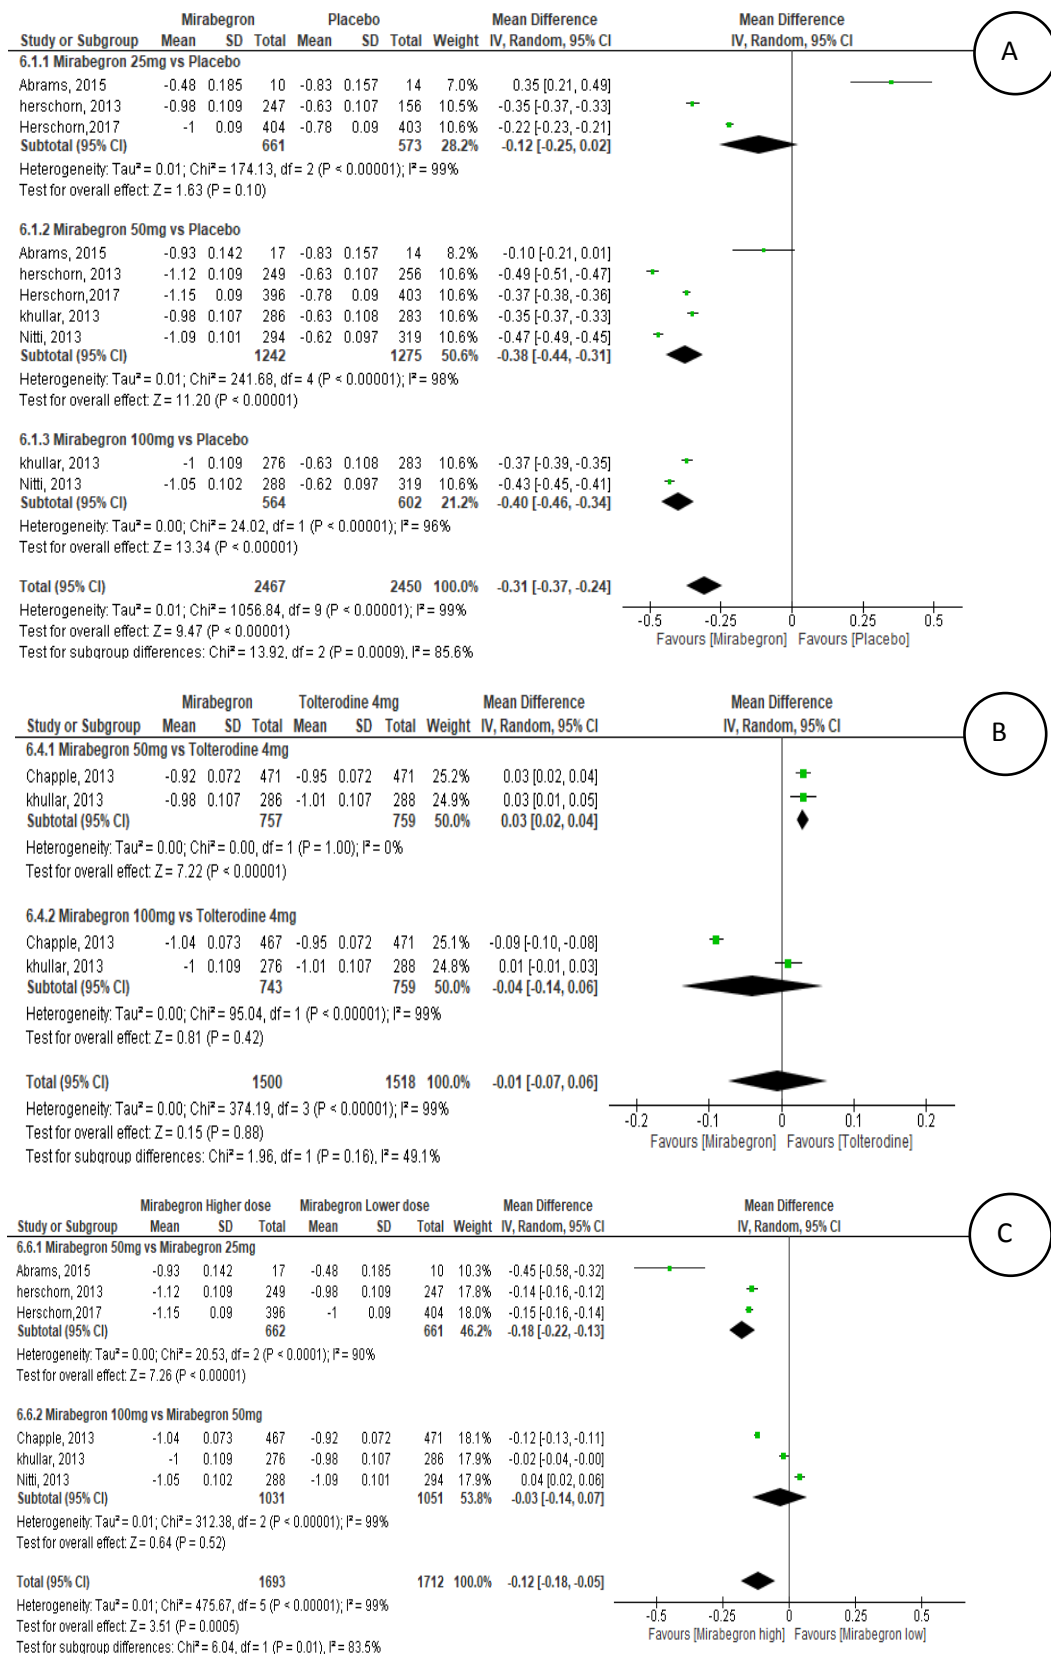 Mirabegron Placebo Mean Difference Mean Difference
Study or Subgroup Mean SD Total Mean SD Total Weight IV, Random, 95% CI IV, Random, 95% CI
A
6.1.1 Mirabegron 25mg vs Placebo
Abrams, 2015 -0.48 0.185 10 -0.83 0.157 14 7.0% 0.35 [0.21, 0.49]
herschorn, 2013 -0.98 0.109 247 -0.63 0.107 156 10.5% -0.35 [-0.37, -0.33]
Herschorn,2017 -1 0.09 404 -0.78 0.09 403 10.6% -0.22 [-0.23, -0.21]
Subtotal (95% CI) 661 573 28.2% -0.12 [-0.25, 0.02]
Heterogeneity: Tau² = 0.01; Chi² = 174.13, df = 2 (P < 0.00001); I² = 99%
Test for overall effect: Z = 1.63 (P = 0.10)
6.1.2 Mirabegron 50mg vs Placebo
Abrams, 2015 -0.93 0.142 17 -0.83 0.157 14 8.2% -0.10 [-0.21, 0.01]
herschorn, 2013 -1.12 0.109 249 -0.63 0.107 256 10.6% -0.49 [-0.51, -0.47]
Herschorn,2017 -1.15 0.09 396 -0.78 0.09 403 10.6% -0.37 [-0.38, -0.36]
khullar, 2013 -0.98 0.107 286 -0.63 0.108 283 10.6% -0.35 [-0.37, -0.33]
Nitti, 2013 -1.09 0.101 294 -0.62 0.097 319 10.6% -0.47 [-0.49, -0.45]
Subtotal (95% CI) 1242 1275 50.6% -0.38 [-0.44, -0.31]
Heterogeneity: Tau² = 0.01; Chi² = 241.68, df = 4 (P < 0.00001); I² = 98%
Test for overall effect: Z = 11.20 (P < 0.00001)
6.1.3 Mirabegron 100mg vs Placebo
khullar, 2013 -1 0.109 276 -0.63 0.108 283 10.6% -0.37 [-0.39, -0.35]
Nitti, 2013 -1.05 0.102 288 -0.62 0.097 319 10.6% -0.43 [-0.45, -0.41]
Subtotal (95% CI) 564 602 21.2% -0.40 [-0.46, -0.34]
Heterogeneity: Tau² = 0.00; Chi² = 24.02, df = 1 (P < 0.00001); I² = 96%
Test for overall effect: Z = 13.34 (P < 0.00001)
Total (95% CI) 2467 2450 100.0% -0.31 [-0.37, -0.24]
Heterogeneity: Tau² = 0.01; Chi² = 1056.84, df = 9 (P < 0.00001); I² = 99%
Test for overall effect: Z = 9.47 (P < 0.00001)
Test for subgroup differences: Chi² = 13.92, df = 2 (P = 0.0009), I² = 85.6%
-0.5 -0.25 0 0.25 0.5
Favours [Mirabegron] Favours [Placebo]
Mirabegron Tolterodine 4mg Mean Difference Mean Difference
Study or Subgroup Mean SD Total Mean SD Total Weight IV, Random, 95% CI IV, Random, 95% CI
B
6.4.1 Mirabegron 50mg vs Tolterodine 4mg
Chapple, 2013 -0.92 0.072 471 -0.95 0.072 471 25.2% 0.03 [0.02, 0.04]
khullar, 2013 -0.98 0.107 286 -1.01 0.107 288 24.9% 0.03 [0.01, 0.05]
Subtotal (95% CI) 757 759 50.0% 0.03 [0.02, 0.04]
Heterogeneity: Tau² = 0.00; Chi² = 0.00, df = 1 (P = 1.00); I² = 0%
Test for overall effect: Z = 7.22 (P < 0.00001)
6.4.2 Mirabegron 100mg vs Tolterodine 4mg
Chapple, 2013 -1.04 0.073 467 -0.95 0.072 471 25.1% -0.09 [-0.10, -0.08]
khullar, 2013 -1 0.109 276 -1.01 0.107 288 24.8% 0.01 [-0.01, 0.03]
Subtotal (95% CI) 743 759 50.0% -0.04 [-0.14, 0.06]
Heterogeneity: Tau² = 0.00; Chi² = 95.04, df = 1 (P < 0.00001); I² = 99%
Test for overall effect: Z = 0.81 (P = 0.42)
Total (95% CI) 1500 1518 100.0% -0.01 [-0.07, 0.06]
Heterogeneity: Tau² = 0.00; Chi² = 374.19, df = 3 (P < 0.00001); I² = 99%
Test for overall effect: Z = 0.15 (P = 0.88)
Test for subgroup differences: Chi² = 1.96, df = 1 (P = 0.16), I² = 49.1%
-0.2 -0.1 0 0.1 0.2
Favours [Mirabegron] Favours [Tolterodine]
Mirabegron Higher dose Mirabegron Lower dose Mean Difference Mean Difference
Study or Subgroup Mean SD Total Mean SD Total Weight IV, Random, 95% CI IV, Random, 95% CI
C
6.6.1 Mirabegron 50mg vs Mirabegron 25mg
Abrams, 2015 -0.93 0.142 17 -0.48 0.185 10 10.3% -0.45 [-0.58, -0.32]
herschorn, 2013 -1.12 0.109 249 -0.98 0.109 247 17.8% -0.14 [-0.16, -0.12]
Herschorn,2017 -1.15 0.09 396 -1 0.09 404 18.0% -0.15 [-0.16, -0.14]
Subtotal (95% CI) 662 661 46.2% -0.18 [-0.22, -0.13]
Heterogeneity: Tau² = 0.00; Chi² = 20.53, df = 2 (P < 0.0001); I² = 90%
Test for overall effect: Z = 7.26 (P < 0.00001)
6.6.2 Mirabegron 100mg vs Mirabegron 50mg
Chapple, 2013 -1.04 0.073 467 -0.92 0.072 471 18.1% -0.12 [-0.13, -0.11]
khullar, 2013 -1 0.109 276 -0.98 0.107 286 17.9% -0.02 [-0.04, -0.00]
Nitti, 2013 -1.05 0.102 288 -1.09 0.101 294 17.9% 0.04 [0.02, 0.06]
Subtotal (95% CI) 1031 1051 53.8% -0.03 [-0.14, 0.07]
Heterogeneity: Tau² = 0.01; Chi² = 312.38, df = 2 (P < 0.00001); I² = 99%
Test for overall effect: Z = 0.64 (P = 0.52)
Total (95% CI) 1693 1712 100.0% -0.12 [-0.18, -0.05]
Heterogeneity: Tau² = 0.01; Chi² = 475.67, df = 5 (P < 0.00001); I² = 99%
Test for overall effect: Z = 3.51 (P = 0.0005)
Test for subgroup differences: Chi² = 6.04, df = 1 (P = 0.01), I² = 83.5%
-0.5 -0.25 0 0.25 0.5
Favours [Mirabegron high] Favours [Mirabegron low]